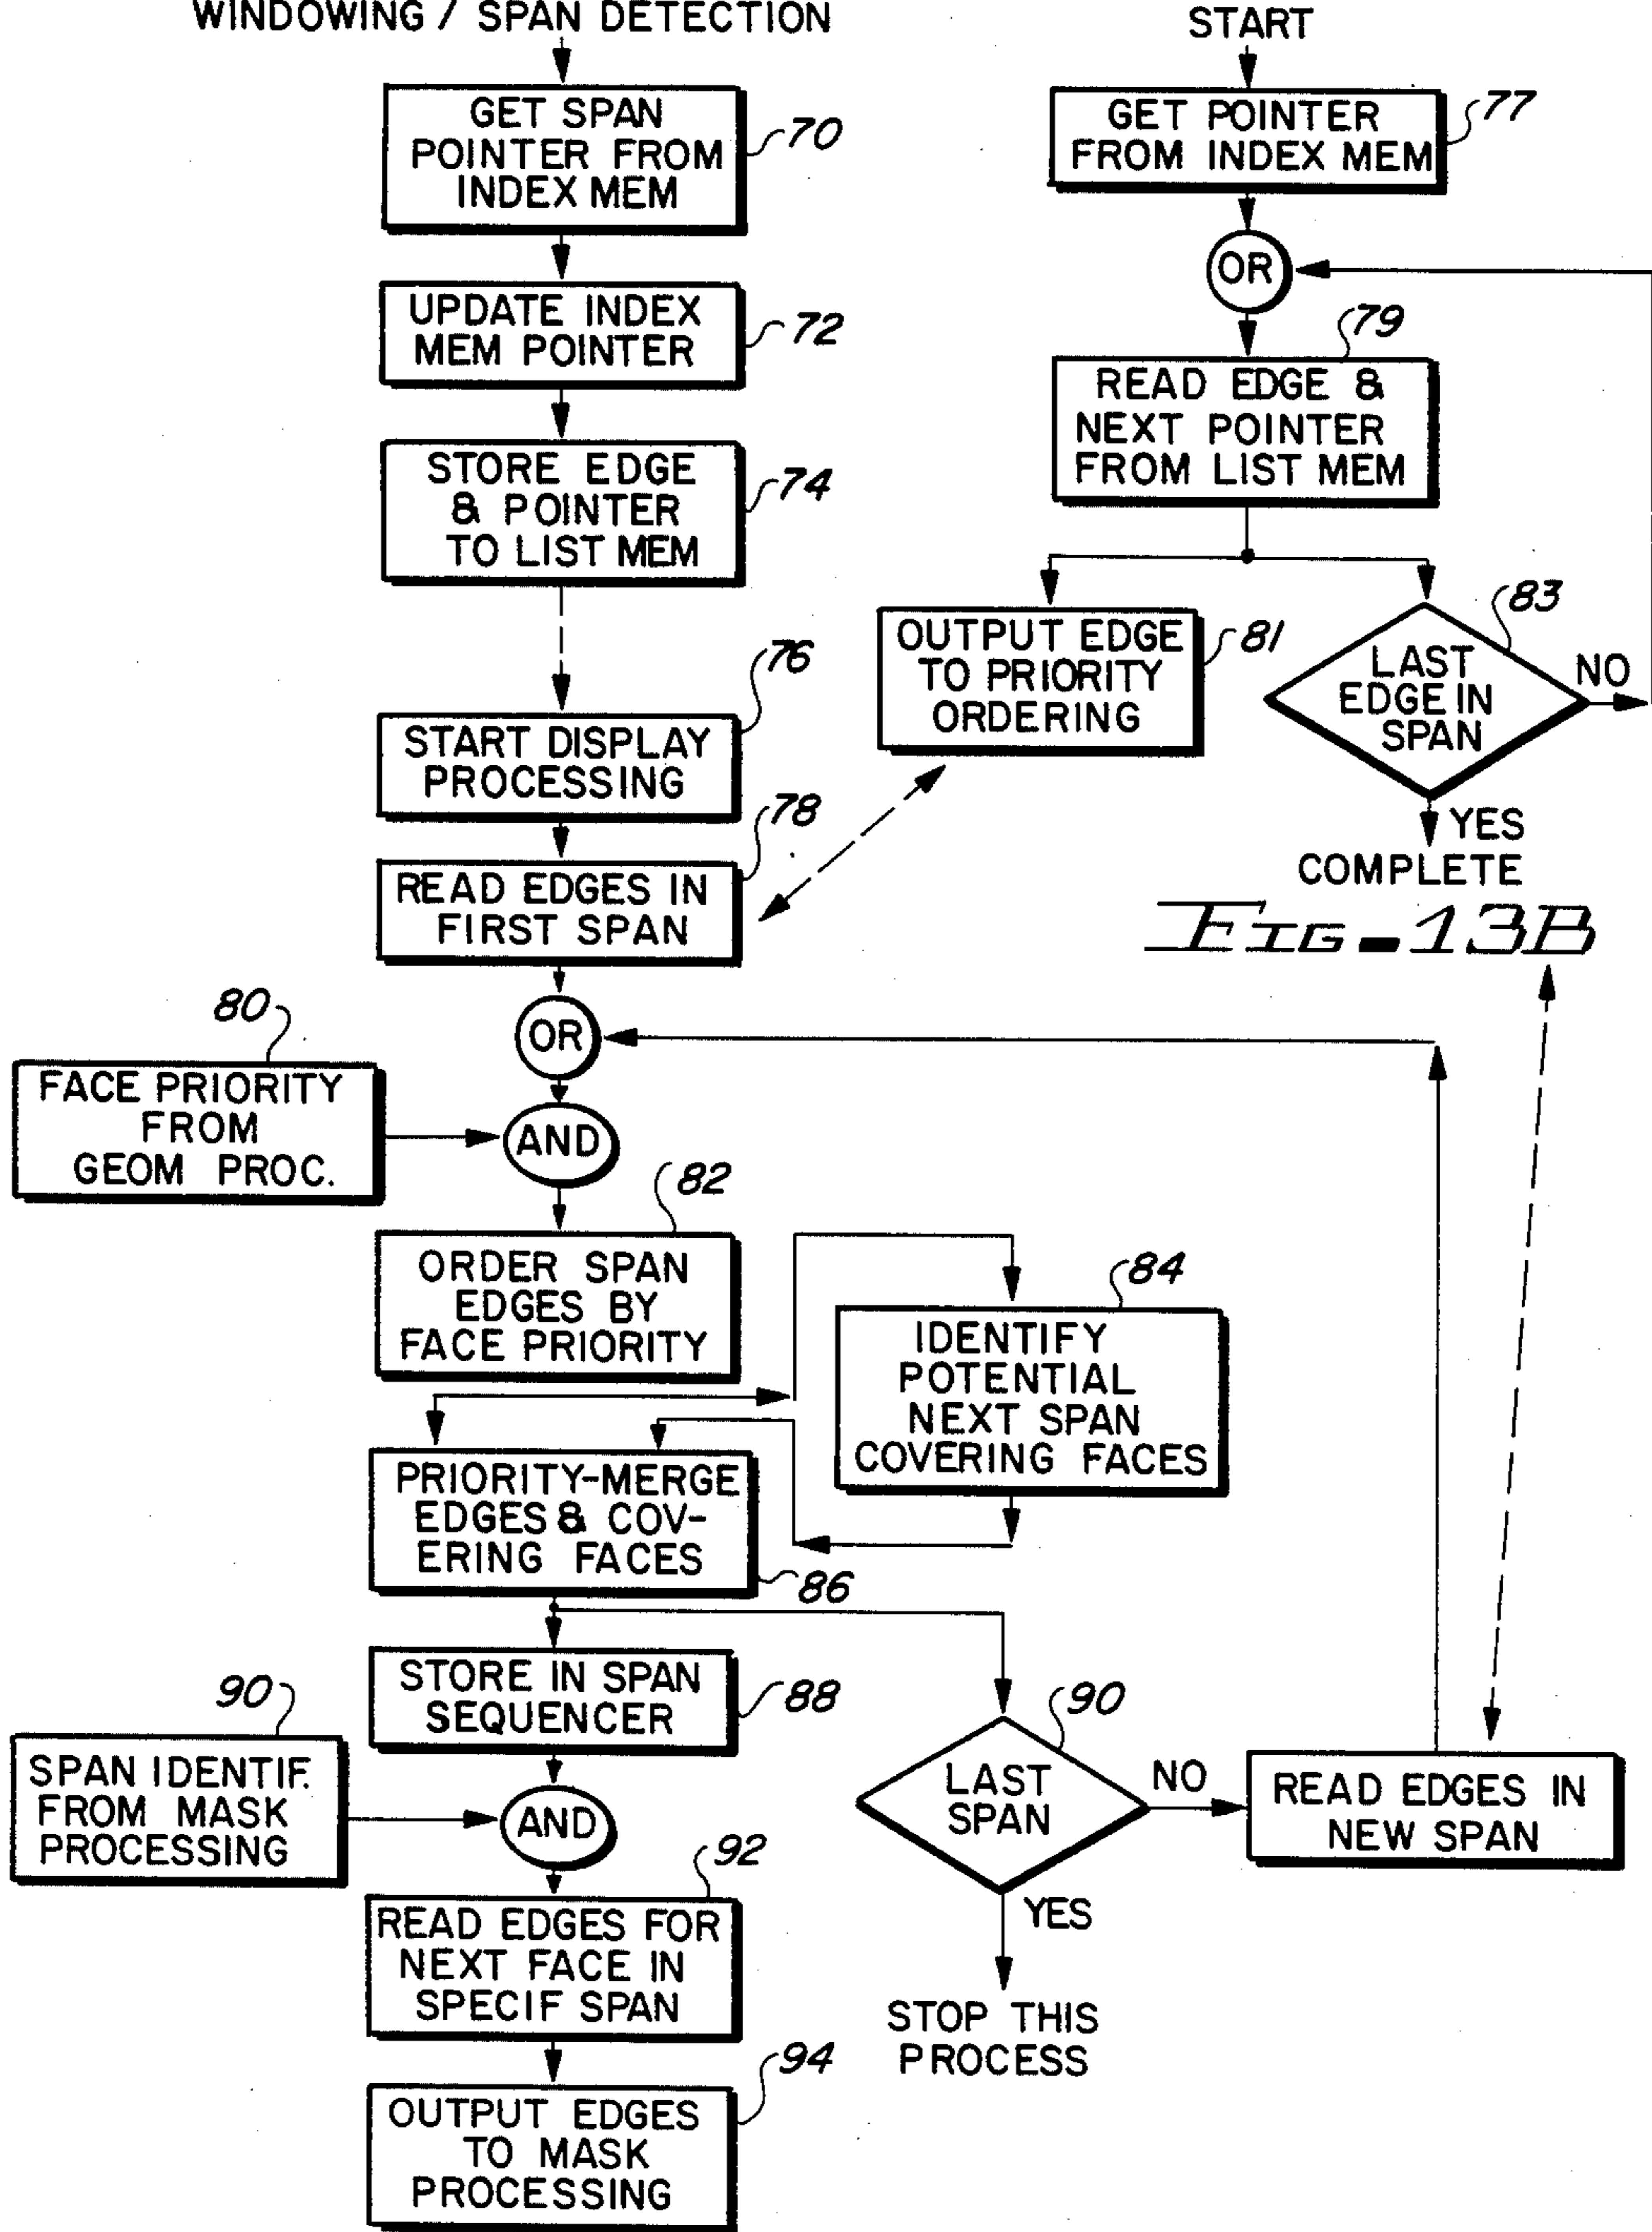 WINDOWING / SPAN DETECTION
GET SPAN
POINTER FROM
INDEX MEM
70
UPDATE INDEX
MEM POINTER
72
STORE EDGE
& POINTER
TO LIST MEM
74
START DISPLAY
PROCESSING
76
READ EDGES IN
FIRST SPAN
78
START
GET POINTER
FROM INDEX MEM
77
OR
READ EDGE &
NEXT POINTER
FROM LIST MEM
79
OUTPUT EDGE
TO PRIORITY
ORDERING
81
LAST
EDGE IN
SPAN
83
NO
YES
COMPLETE
FIG-13B
OR
80
FACE PRIORITY
FROM
GEOM PROC.
AND
82
ORDER SPAN
EDGES BY
FACE PRIORITY
84
IDENTIFY
POTENTIAL
NEXT SPAN
COVERING FACES
PRIORITY-MERGE
EDGES & COV-
ERING FACES
86
STORE IN SPAN
SEQUENCER
88
90
SPAN IDENTIF.
FROM MASK
PROCESSING
AND
90
LAST
SPAN
NO
READ EDGES IN
NEW SPAN
YES
STOP THIS
PROCESS
92
READ EDGES FOR
NEXT FACE IN
SPECIF SPAN
94
OUTPUT EDGES
TO MASK
PROCESSING